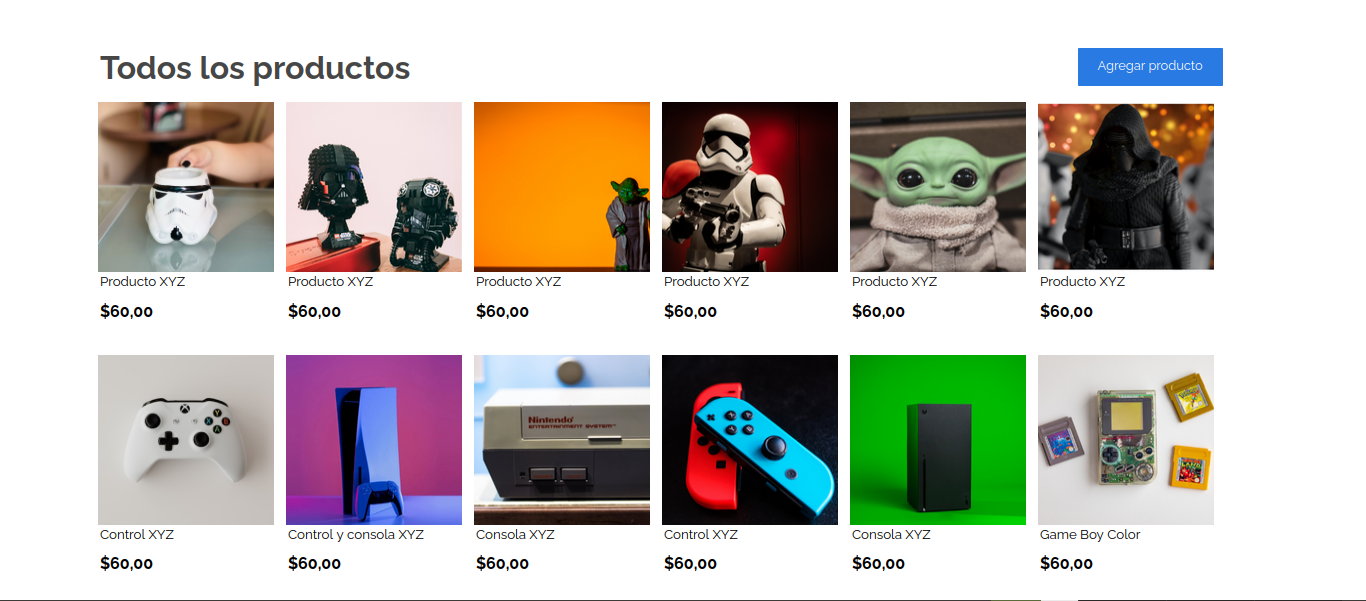 Todos los productos
Agregar producto
Producto XYZ
$60,00
Producto XYZ
$60,00
Producto XYZ
$60,00
Producto XYZ
$60,00
Producto XYZ
$60,00
Producto XYZ
$60,00
Control XYZ
$60,00
Control y consola XYZ
$60,00
Nintendo
ENTERTAINMENT SYSTEM™
Consola XYZ
$60,00
Control XYZ
$60,00
Consola XYZ
$60,00
Game Boy Color
$60,00